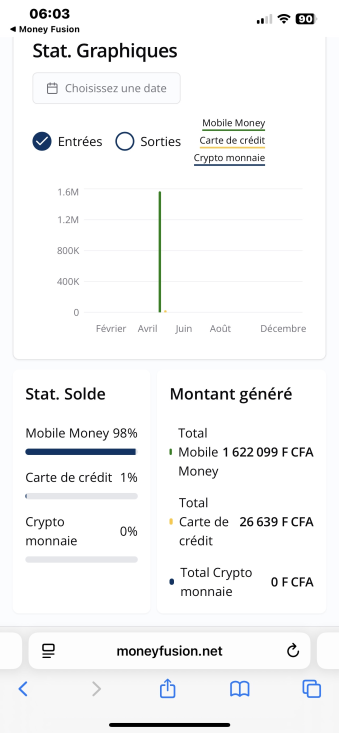 06:03
90
◀ Money Fusion
Stat. Graphiques
Choisissez une date
Entrées
Sorties
Mobile Money
Carte de crédit
Crypto monnaie
1.6M
1.2M
800K
400K
0
Février Avril Juin Août Décembre
Stat. Solde
Mobile Money 98%
Carte de crédit 1%
Crypto
monnaie
0%
Montant généré
Total
Mobile
Money
1 622 099 F CFA
Total
Carte de
crédit
26 639 F CFA
Total Crypto
monnaie
0 F CFA
moneyfusion.net